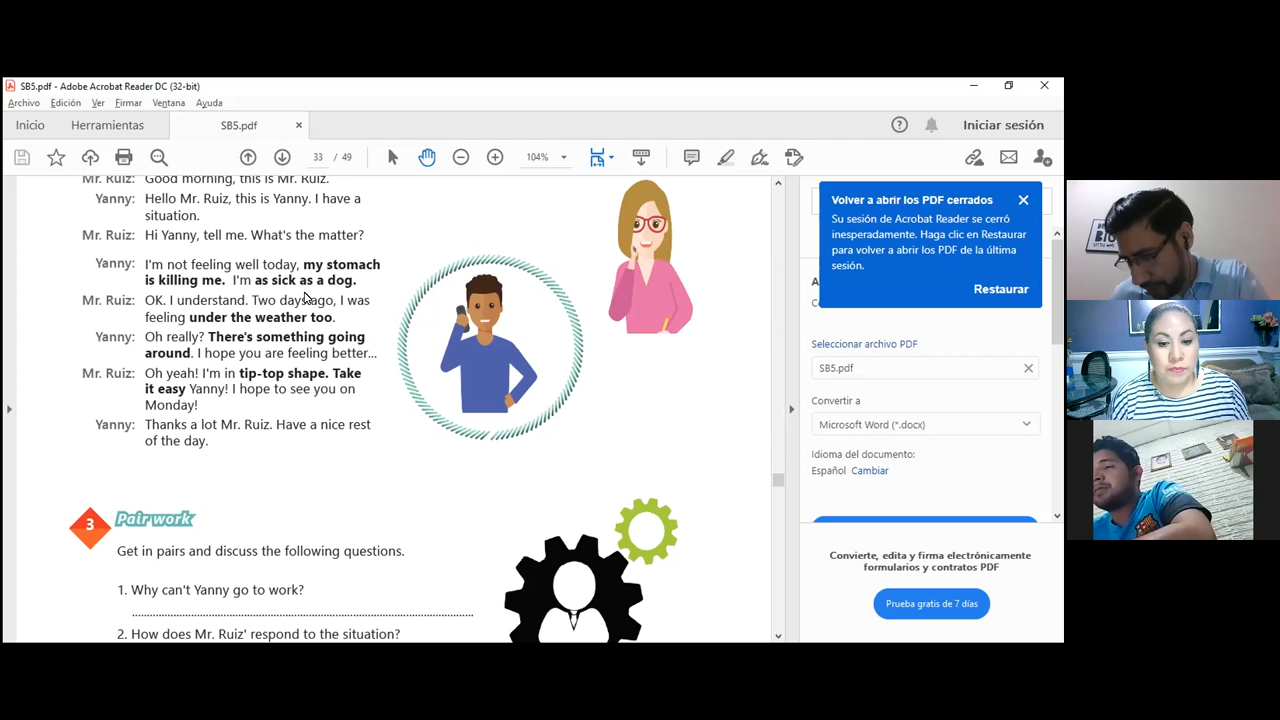 SB5.pdf - Adobe Acrobat Reader DC (32-bit)
Archivo Edición Ver Firmar Ventana Ayuda
Inicio Herramientas SB5.pdf Iniciar sesión
33 / 49 104%
Mr. Ruiz: Good morning, this is Mr. Ruiz.
Yanny: Hello Mr. Ruiz, this is Yanny. I have a
situation.
Mr. Ruiz: Hi Yanny, tell me. What's the matter?
Yanny: I'm not feeling well today, my stomach
is killing me. I'm as sick as a dog.
Mr. Ruiz: OK. I understand. Two days ago, I was
feeling under the weather too.
Yanny: Oh really? There's something going
around. I hope you are feeling better...
Mr. Ruiz: Oh yeah! I'm in tip-top shape. Take
it easy Yanny! I hope to see you on
Monday!
Yanny: Thanks a lot Mr. Ruiz. Have a nice rest
of the day.
3 Pair work
Get in pairs and discuss the following questions.
1. Why can't Yanny go to work?
2. How does Mr. Ruiz' respond to the situation?
Volver a abrir los PDF cerrados
Su sesión de Acrobat Reader se cerró
inesperadamente. Haga clic en Restaurar
para volver a abrir los PDF de la última
sesión.
Restaurar
Seleccionar archivo PDF
SB5.pdf
Convertir a
Microsoft Word (*.docx)
Idioma del documento:
Español Cambiar
Convierte, edita y firma electrónicamente
formularios y contratos PDF
Prueba gratis de 7 días